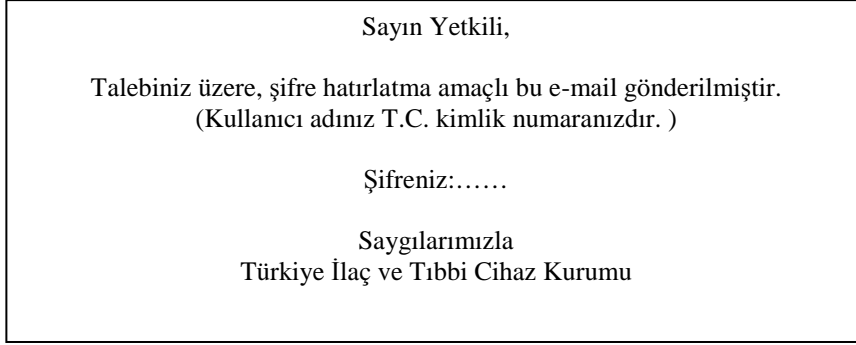 Sayın Yetkili,
Talebiniz üzere, şifre hatırlatma amaçlı bu e-mail gönderilmiştir.
(Kullanıcı adınız T.C. kimlik numaranızdır. )
Şifreniz:……
Saygılarımızla
Türkiye İlaç ve Tıbbi Cihaz Kurumu